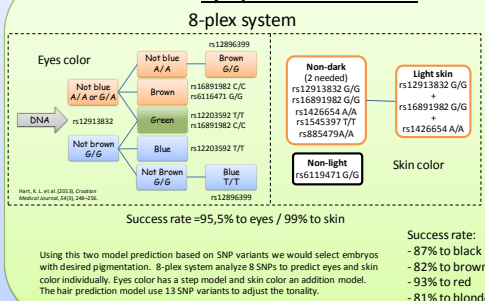 8-plex system
Eyes color
DNA
rs12913832
Not blue
A/A or G/A
Not brown
G/G
Not blue
A/A
Brown
Green
Blue
Not Brown
G/G
rs12896399
Brown
G/G
rs16891982 C/C
rs6116471 G/G
rs12203592 T/T
rs16891982 C/C
rs12203592 T/T
Blue
T/T
rs12896399
Hart, K. L. et al. (2013). Croatian
Medical Journal, 54(3), 248–256.
Non-dark
(2 needed)
rs12913832 G/G
rs16891982 G/G
rs1426654 A/A
rs1545397 T/T
rs885479A/A
Non-light
rs6119471 G/G
Light skin
rs12913832 G/G
+
rs16891982 G/G
+
rs1426654 A/A
Skin color
Success rate =95,5% to eyes / 99% to skin
Using this two model prediction based on SNP variants we would select embryos
with desired pigmentation. 8-plex system analyze 8 SNPs to predict eyes and skin
color individually. Eyes color has a step model and skin color an addition model.
The hair prediction model use 13 SNP variants to adjust the tonality.
Success rate:
- 87% to black
- 82% to brown
- 93% to red
- 81% to blonde